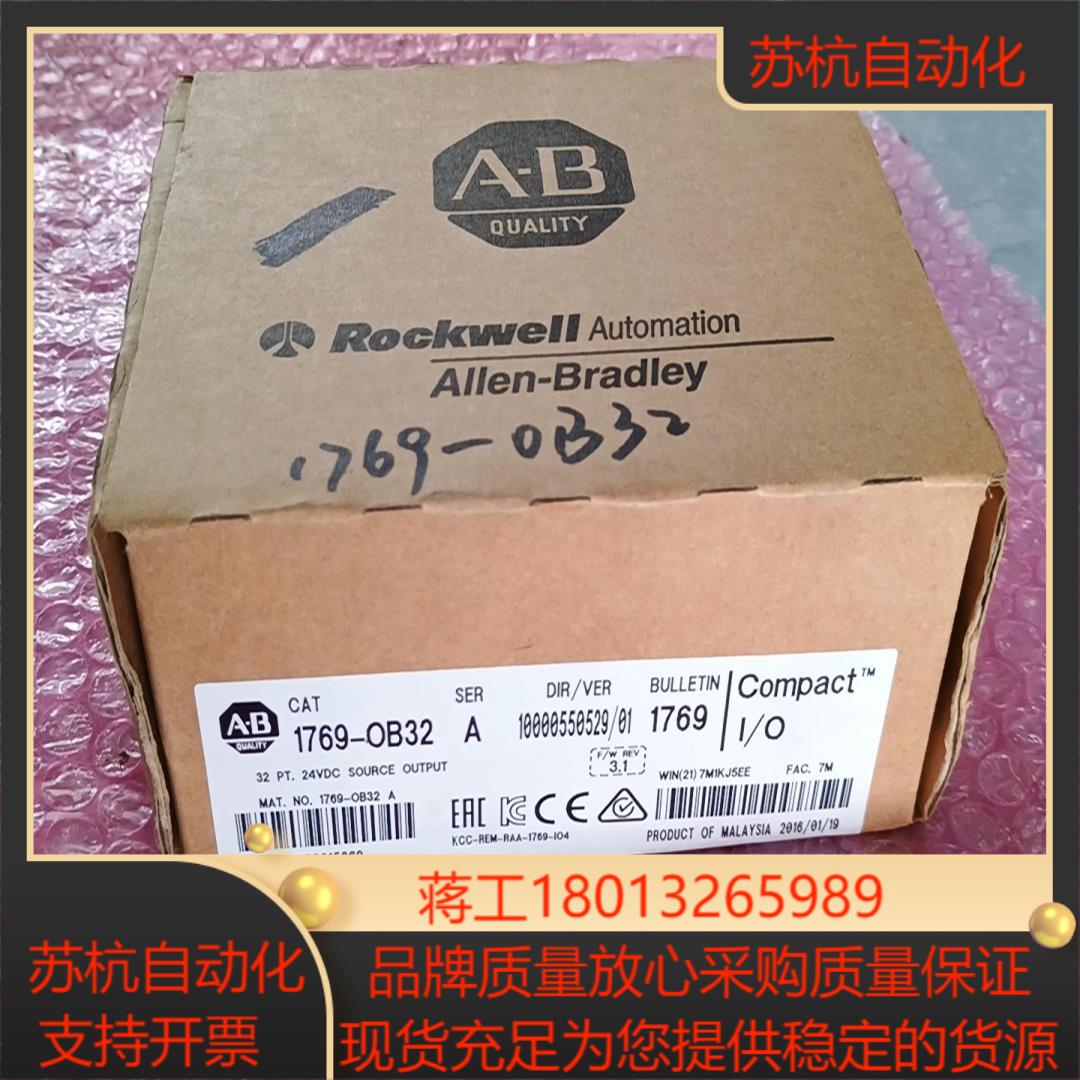 苏杭自动化
A-B
QUALITY
Rockwell Automation
Allen-Bradley
1769-OB32
A-B
QUALITY
CAT
1769-OB32
SER
A
DIR/VER
10000550529/01
BULLETIN
1769
Compact™
I/O
32 PT. 24VDC SOURCE OUTPUT
F/W REV
3.1
WIN(21) 7M1KJ5EE
FAC. 7M
MAT. NO. 1769-OB32 A
EAC
CE
KCC-REM-RAA-1769-IO4
PRODUCT OF MALAYSIA 2016/01/19
蒋工18013265989
苏杭自动化
支持开票
品牌质量放心采购质量保证
现货充足为您提供稳定的货源